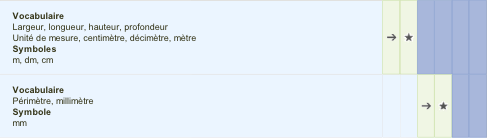 Vocabulaire
Largeur, longueur, hauteur, profondeur
Unité de mesure, centimètre, décimètre, mètre
Symboles
m, dm, cm
Vocabulaire
Périmètre, millimètre
Symbole
mm